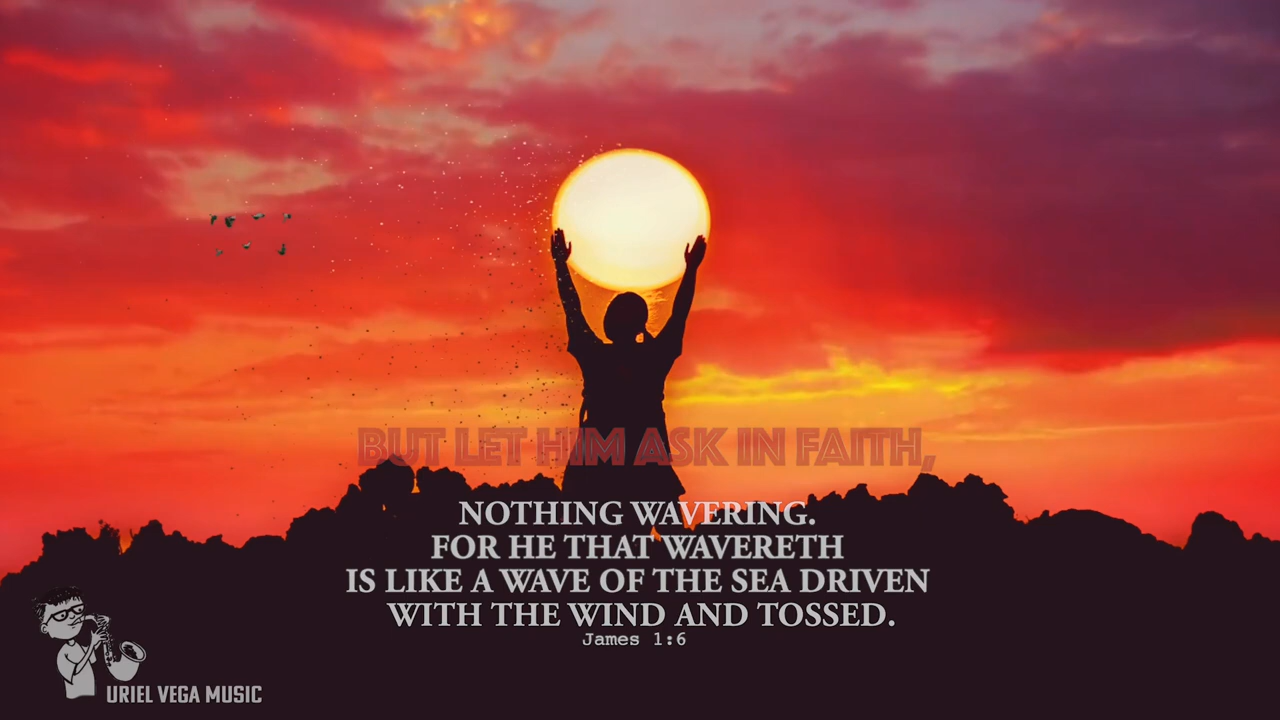 BUT LET HIM ASK IN FAITH,
NOTHING WAVERING.
FOR HE THAT WAVERETH
IS LIKE A WAVE OF THE SEA DRIVEN
WITH THE WIND AND TOSSED.
James 1:6
URIEL VEGA MUSIC